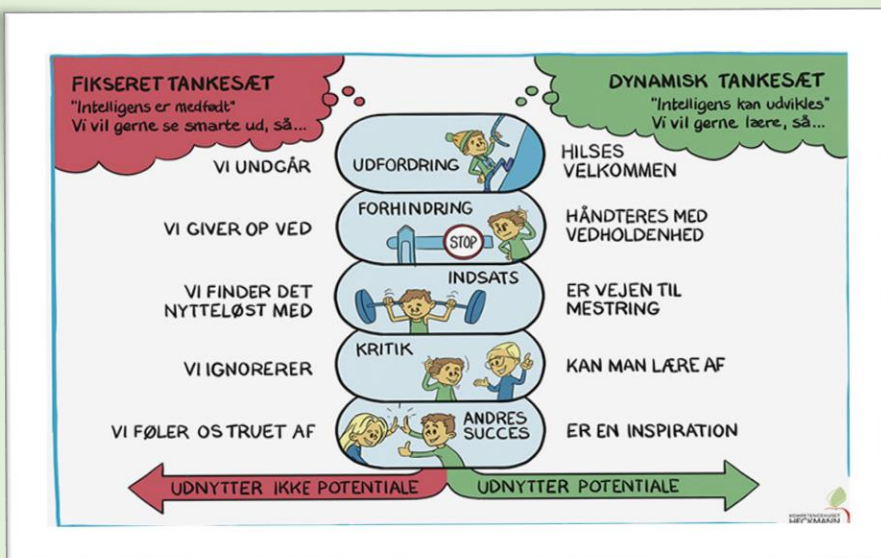 FIKSERET TANKESÆT
"Intelligens er medfødt"
Vi vil gerne se smarte ud, så...
DYNAMISK TANKESÆT
"Intelligens kan udvikles"
Vi vil gerne lære, så...
VI UNDGÅR
UDFORDRING
HILSES
VELKOMMEN
VI GIVER OP VED
FORHINDRING
STOP
HÅNDTERES MED
VEDHOLDENHED
VI FINDER DET
NYTTELØST MED
INDSATS
ER VEJEN TIL
MESTRING
VI IGNORERER
KRITIK
KAN MAN LÆRE AF
VI FØLER OS TRUET AF
ANDRES
SUCCES
ER EN INSPIRATION
UDNYTTER IKKE POTENTIALE
UDNYTTER POTENTIALE
KOMPETENCEHUSET
HECKMANN